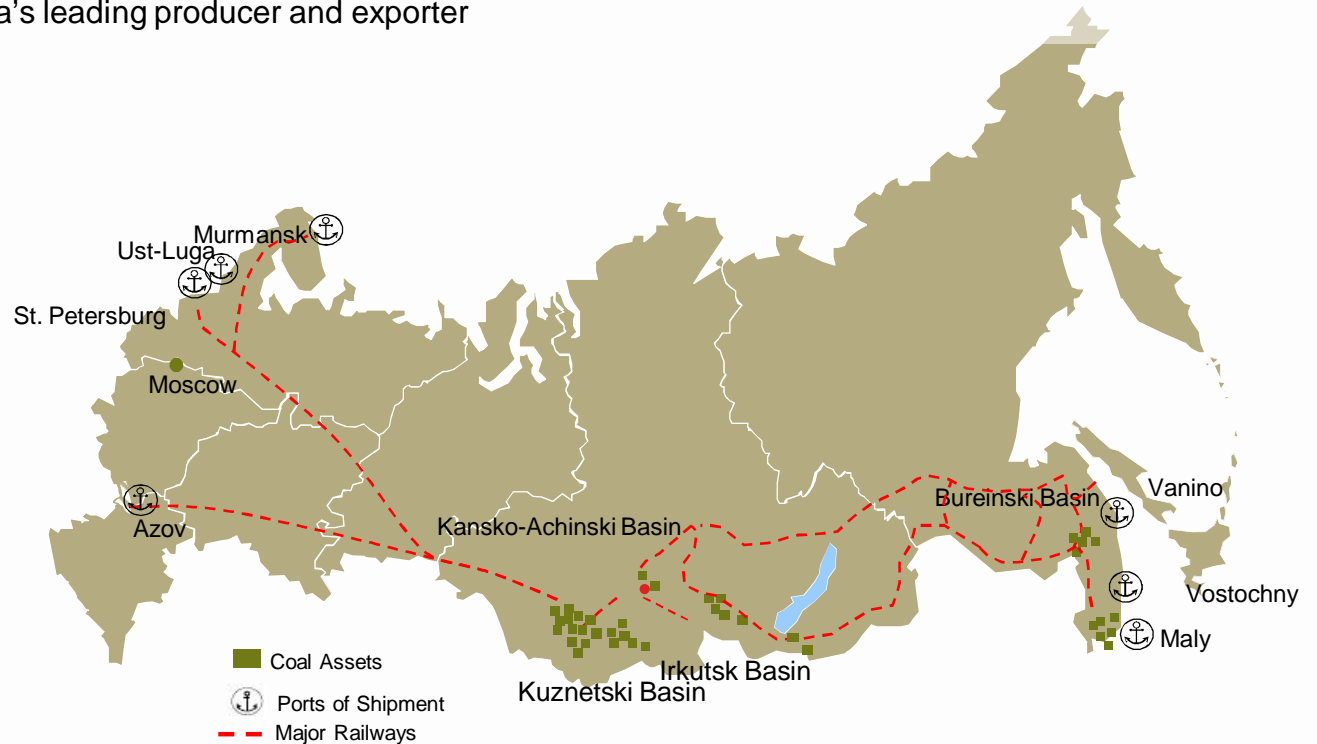 a's leading producer and exporter
Murmansk
Ust-Luga
St. Petersburg
Moscow
Azov
Kansko-Achinski Basin
Bureinski Basin
Vanino
Vostochny
Maly
Irkutsk Basin
Kuznetski Basin
Coal Assets
Ports of Shipment
Major Railways